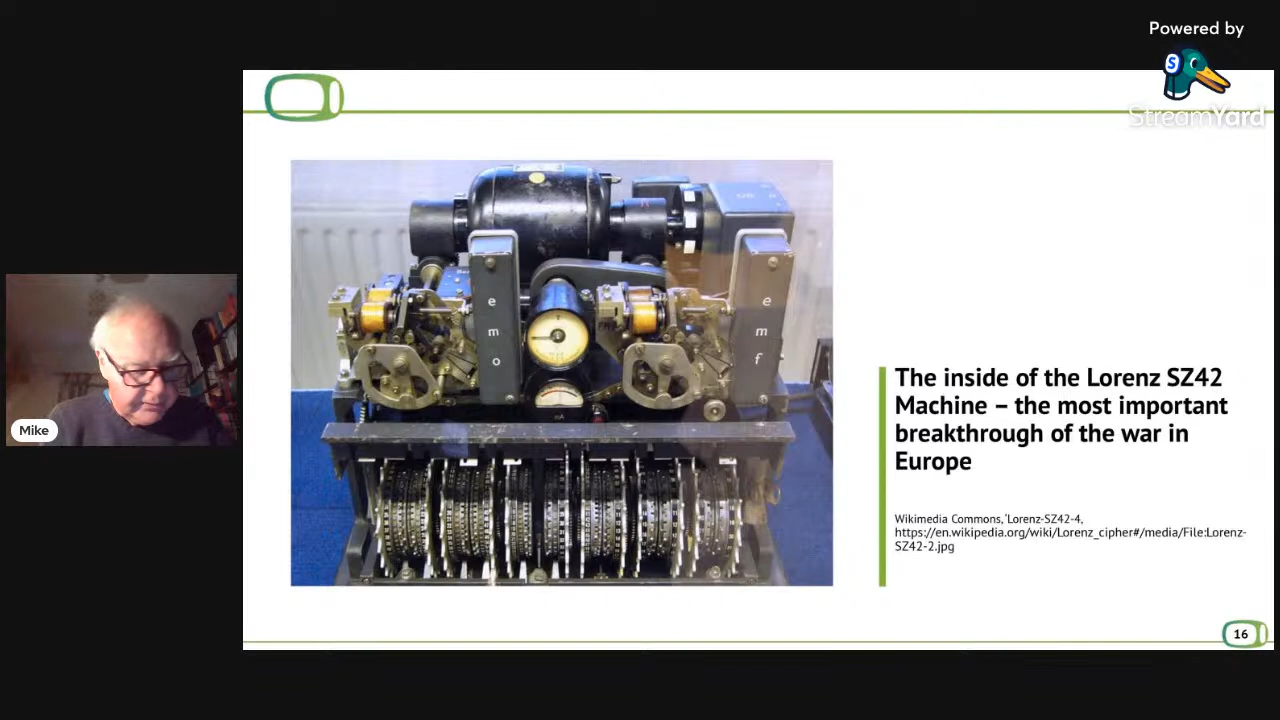 Powered by
S
StreamYard
e
m
o
e
m
f
The inside of the Lorenz SZ42
Machine – the most important
breakthrough of the war in
Europe
Wikimedia Commons, 'Lorenz-SZ42-4,
https://en.wikipedia.org/wiki/Lorenz_cipher#/media/File:Lorenz-
SZ42-2.jpg
Mike
16